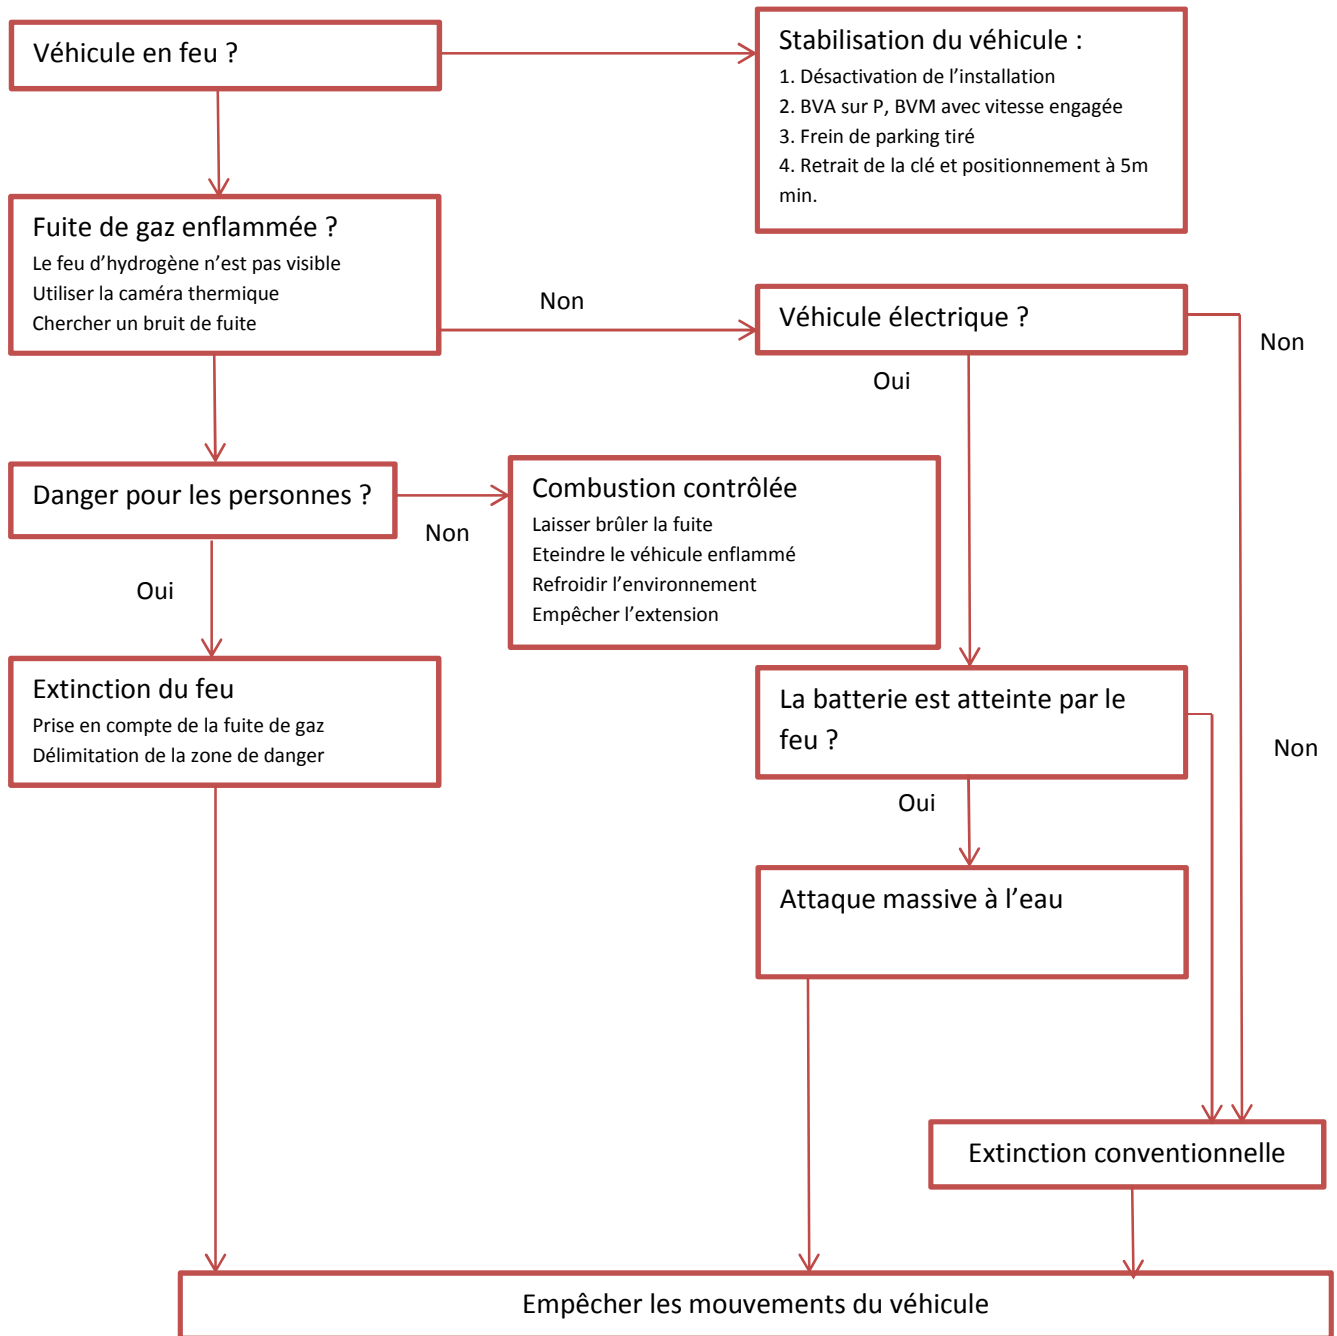 Véhicule en feu ?
Stabilisation du véhicule :
1. Désactivation de l’installation
2. BVA sur P, BVM avec vitesse engagée
3. Frein de parking tiré
4. Retrait de la clé et positionnement à 5m
min.
Fuite de gaz enflammée ?
Le feu d’hydrogène n’est pas visible
Utiliser la caméra thermique
Chercher un bruit de fuite
Non
Véhicule électrique ?
Non
Oui
Danger pour les personnes ?
Non
Combustion contrôlée
Laisser brûler la fuite
Eteindre le véhicule enflammé
Refroidir l’environnement
Empêcher l’extension
Oui
Extinction du feu
Prise en compte de la fuite de gaz
Délimitation de la zone de danger
La batterie est atteinte par le
feu ?
Non
Oui
Attaque massive à l’eau
Extinction conventionnelle
Empêcher les mouvements du véhicule